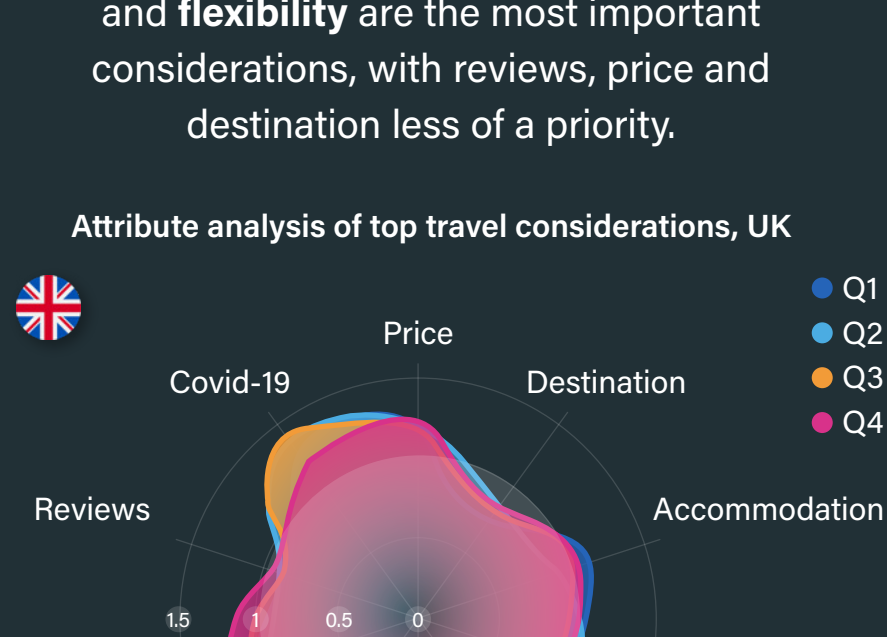 and flexibility are the most important
considerations, with reviews, price and
destination less of a priority.
Attribute analysis of top travel considerations, UK
Q1
Q2
Q3
Q4
Price
Covid-19
Destination
Reviews
Accommodation
1.5
1
0.5
0